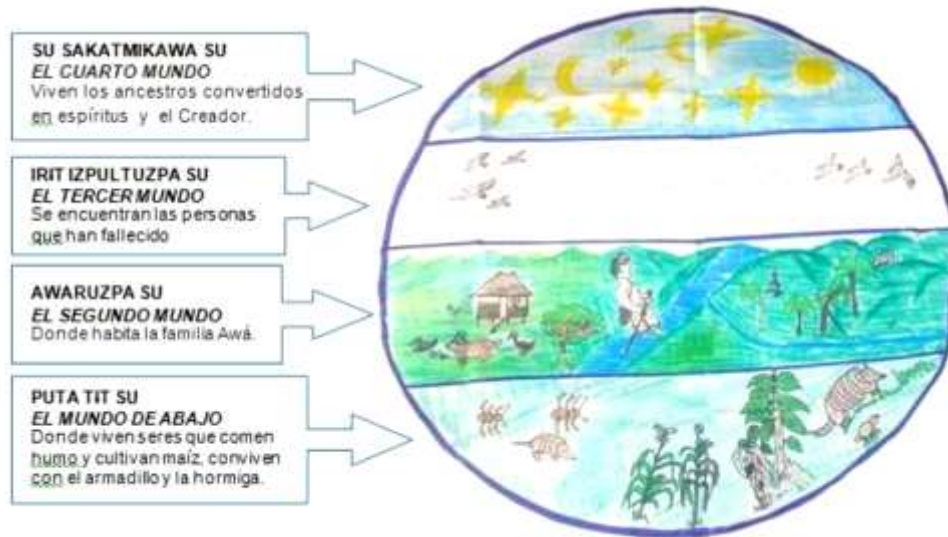 SU SAKATMIKAWA SU
EL CUARTO MUNDO
Viven los ancestros convertidos
en espíritus y el Creador.
IRIT IZPULTUZPA SU
EL TERCER MUNDO
Se encuentran las personas
que han fallecido
AWARUZPA SU
EL SEGUNDO MUNDO
Donde habita la familia Awá.
PUTA TIT SU
EL MUNDO DE ABAJO
Donde viven seres que comen
humo y cultivan maíz, conviven
con el armadillo y la hormiga.